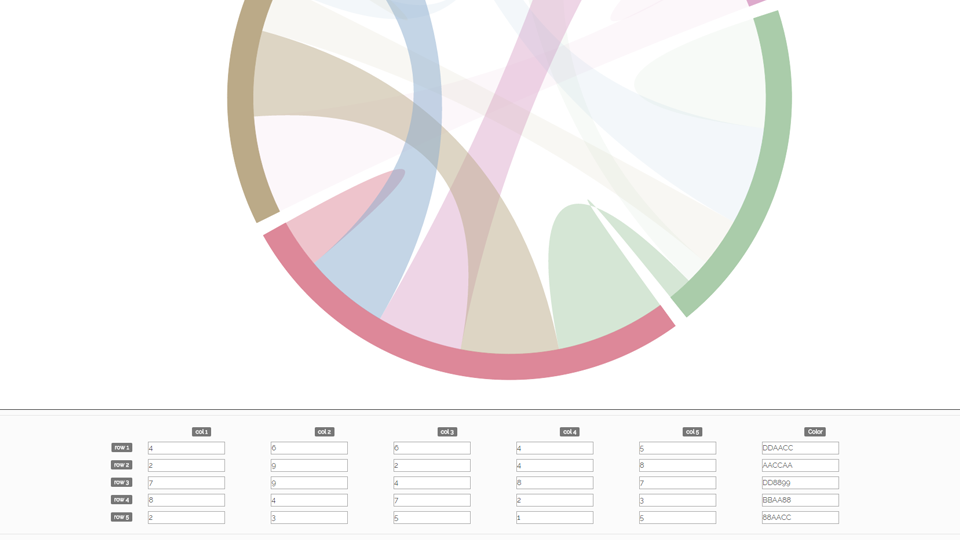 col 1 col 2 col 3 col 4 col 5 Color
row 1 4 6 6 4 5 DDAACC
row 2 2 9 2 4 8 AACCAA
row 3 7 9 4 8 7 DD8899
row 4 8 4 7 2 3 BBAA88
row 5 2 3 5 1 5 88AACC